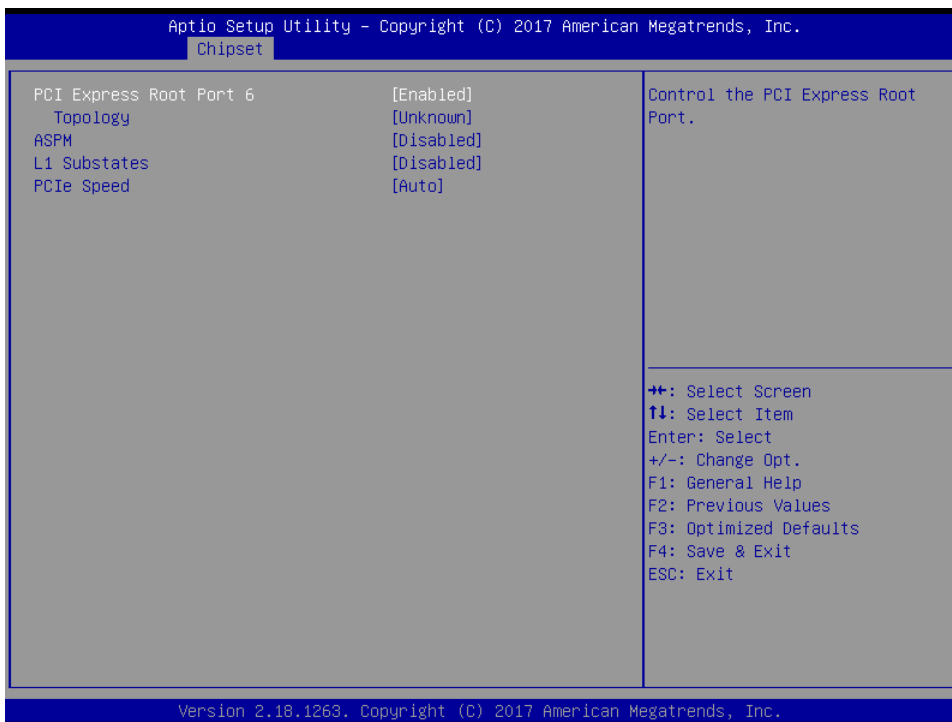 Aptio Setup Utility – Copyright (C) 2017 American Megatrends, Inc.
Chipset
PCI Express Root Port 6 [Enabled]
Topology [Unknown]
ASPM [Disabled]
L1 Substates [Disabled]
PCIe Speed [Auto]
Control the PCI Express Root
Port.
→←: Select Screen
↑↓: Select Item
Enter: Select
+/-: Change Opt.
F1: General Help
F2: Previous Values
F3: Optimized Defaults
F4: Save & Exit
ESC: Exit
Version 2.18.1263. Copyright (C) 2017 American Megatrends, Inc.